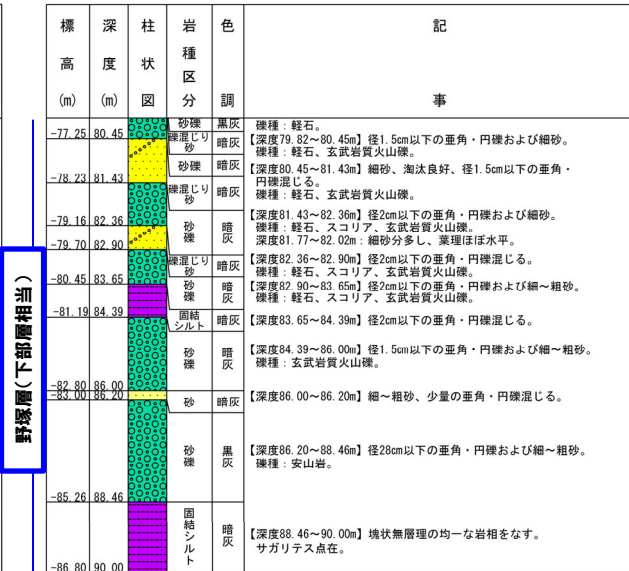 標高(m)
深度(m)
柱状図
岩種区分
色調
記事
野塚層(下部層相当)
-77.25 80.45
-78.23 81.43
-79.16 82.36
-79.70 82.90
-80.45 83.65
-81.19 84.39
-82.80 86.00
-83.00 86.20
-85.26 88.46
-86.80 90.00
砂礫 黒灰
礫混じり砂 暗灰
砂礫 暗灰
礫混じり砂 暗灰
砂礫 暗灰
礫混じり砂 暗灰
砂礫 暗灰
固結シルト 暗灰
砂礫 暗灰
砂 暗灰
砂礫 黒灰
固結シルト 暗灰
礫種:軽石。
【深度79.82~80.45m】径1.5cm以下の亜角・円礫および細砂。
礫種:軽石、玄武岩質火山礫。
【深度80.45~81.43m】細砂、淘汰良好、径1.5cm以下の亜角・
円礫混じる。
礫種:軽石、玄武岩質火山礫。
【深度81.43~82.36m】径2cm以下の亜角・円礫および細砂。
礫種:軽石、スコリア、玄武岩質火山礫。
深度81.77~82.02m:細砂分多し、葉理ほぼ水平。
【深度82.36~82.90m】径2cm以下の亜角・円礫混じる。
礫種:軽石、スコリア、玄武岩質火山礫。
【深度82.90~83.65m】径2cm以下の亜角・円礫および細~粗砂。
礫種:軽石、スコリア、玄武岩質火山礫。
【深度83.65~84.39m】径2cm以下の亜角・円礫混じる。
【深度84.39~86.00m】径1.5cm以下の亜角・円礫および細~粗砂。
礫種:玄武岩質火山礫。
【深度86.00~86.20m】細~粗砂、少量の亜角・円礫混じる。
【深度86.20~88.46m】径28cm以下の亜角・円礫および細~粗砂。
礫種:安山岩。
【深度88.46~90.00m】塊状無層理の均一な岩相をなす。
サガリテス点在。